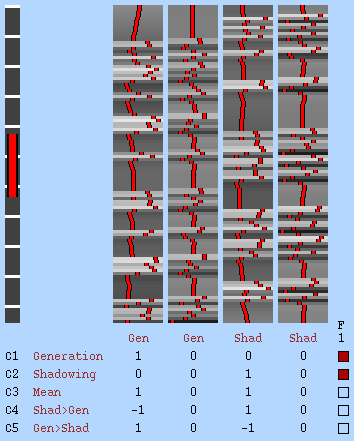 Gen Gen Shad Shad
F
1
C1 Generation 1 0 0 0
C2 Shadowing 0 0 1 0
C3 Mean 1 0 1 0
C4 Shad>Gen -1 0 1 0
C5 Gen>Shad 1 0 -1 0